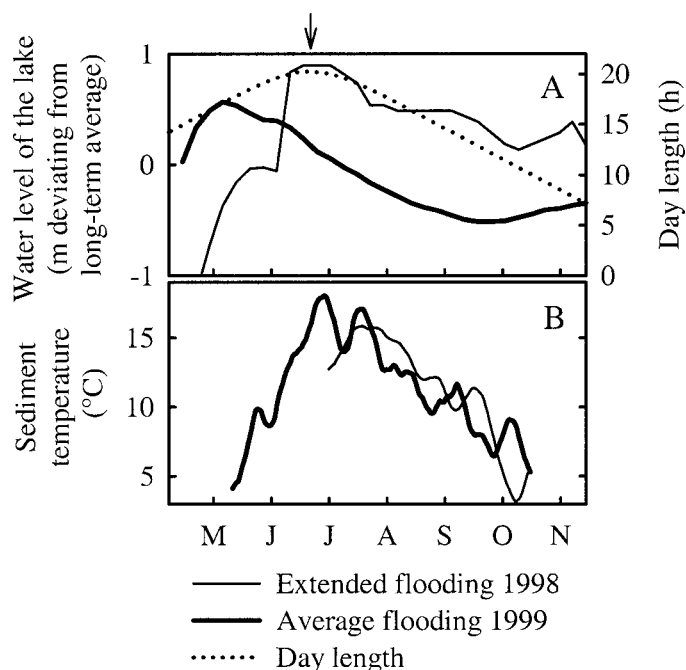 Water level of the lake
(m deviating from
long-term average)
1
0
-1
A
20
15
10
5
0
Day length (h)
Sediment
temperature
(°C)
15
10
5
B
M J J A S O N
Extended flooding 1998
Average flooding 1999
Day length